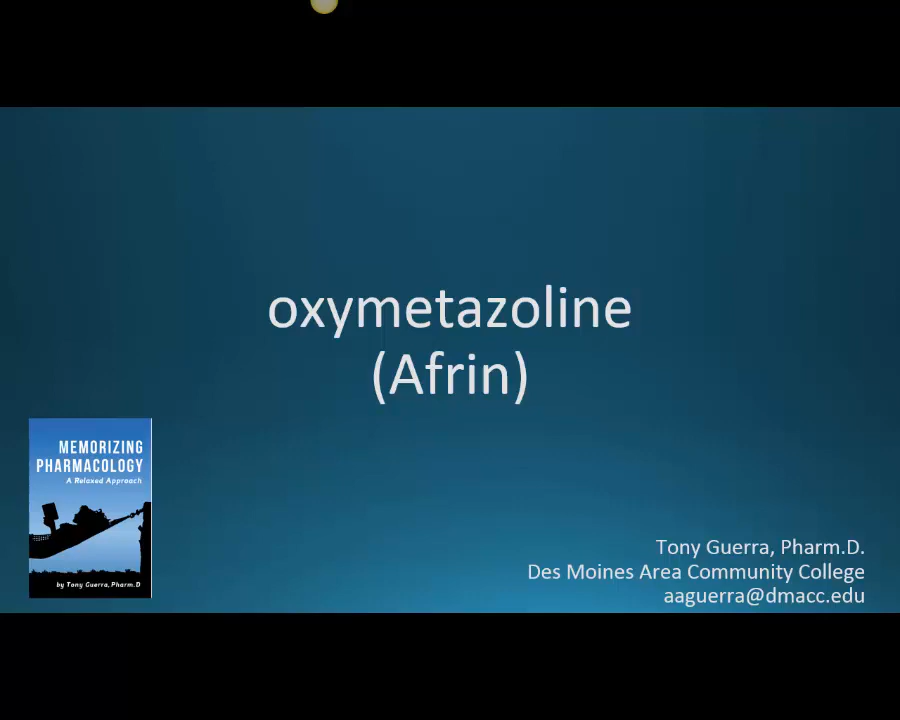 oxymetazoline
(Afrin)
MEMORIZING
PHARMACOLOGY
A Relaxed Approach
by Tony Guerra, Pharm.D
Tony Guerra, Pharm.D.
Des Moines Area Community College
aaguerra@dmacc.edu